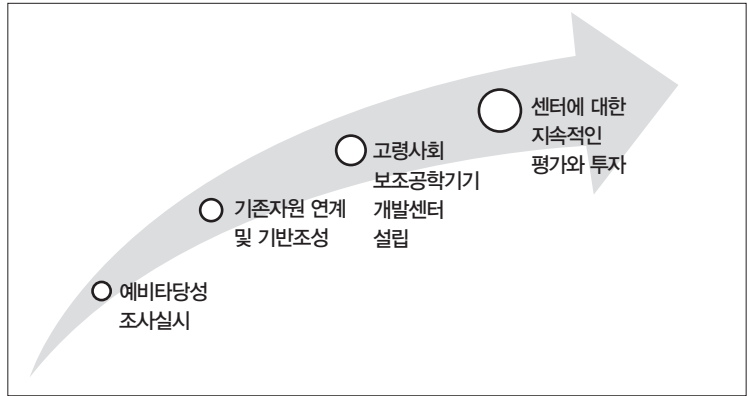 센터에 대한
지속적인
평가와 투자
고령사회
보조공학기기
개발센터
설립
기존자원 연계
및 기반조성
예비타당성
조사실시